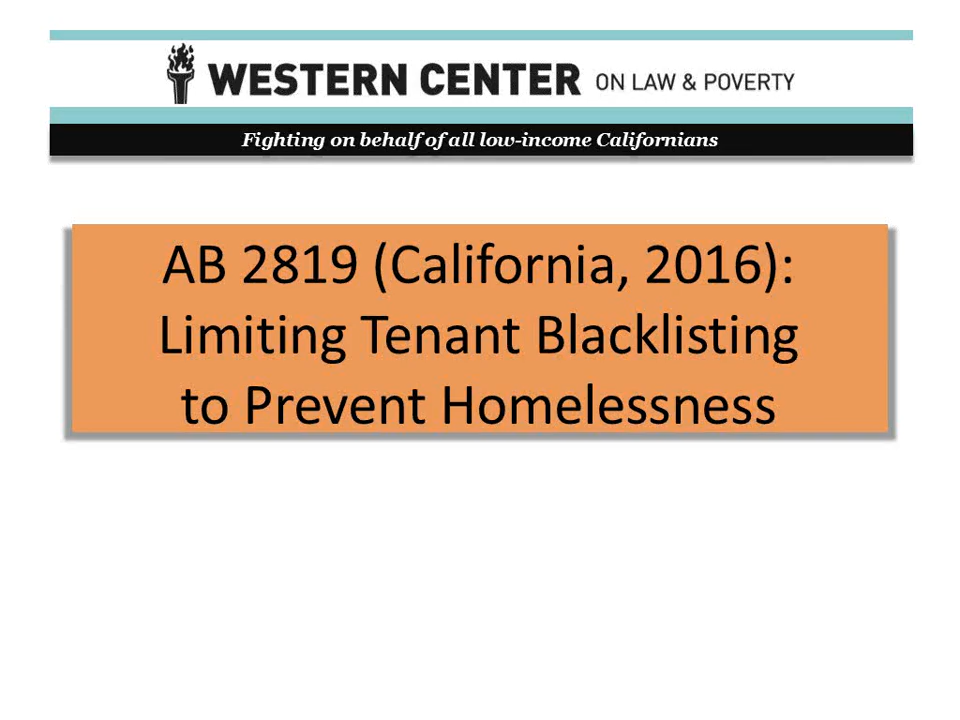 WESTERN CENTER ON LAW & POVERTY
Fighting on behalf of all low-income Californians
AB 2819 (California, 2016):
Limiting Tenant Blacklisting
to Prevent Homelessness